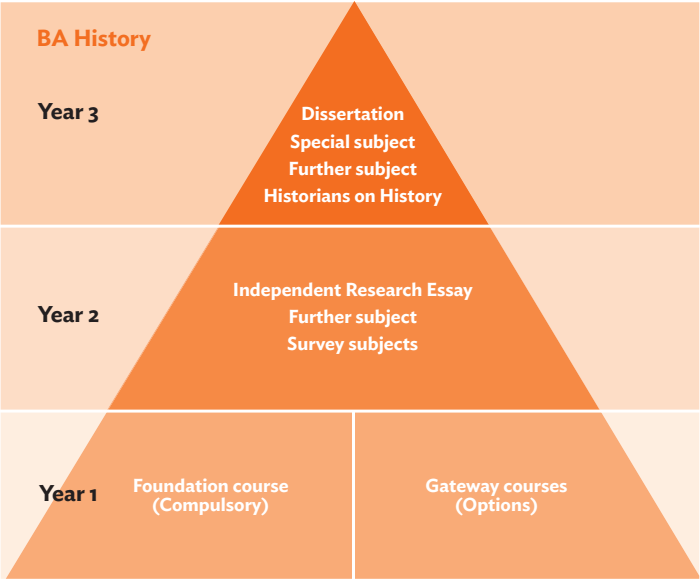 BA History
Year 3
Dissertation
Special subject
Further subject
Historians on History
Year 2
Independent Research Essay
Further subject
Survey subjects
Year 1
Foundation course
(Compulsory)
Gateway courses
(Options)